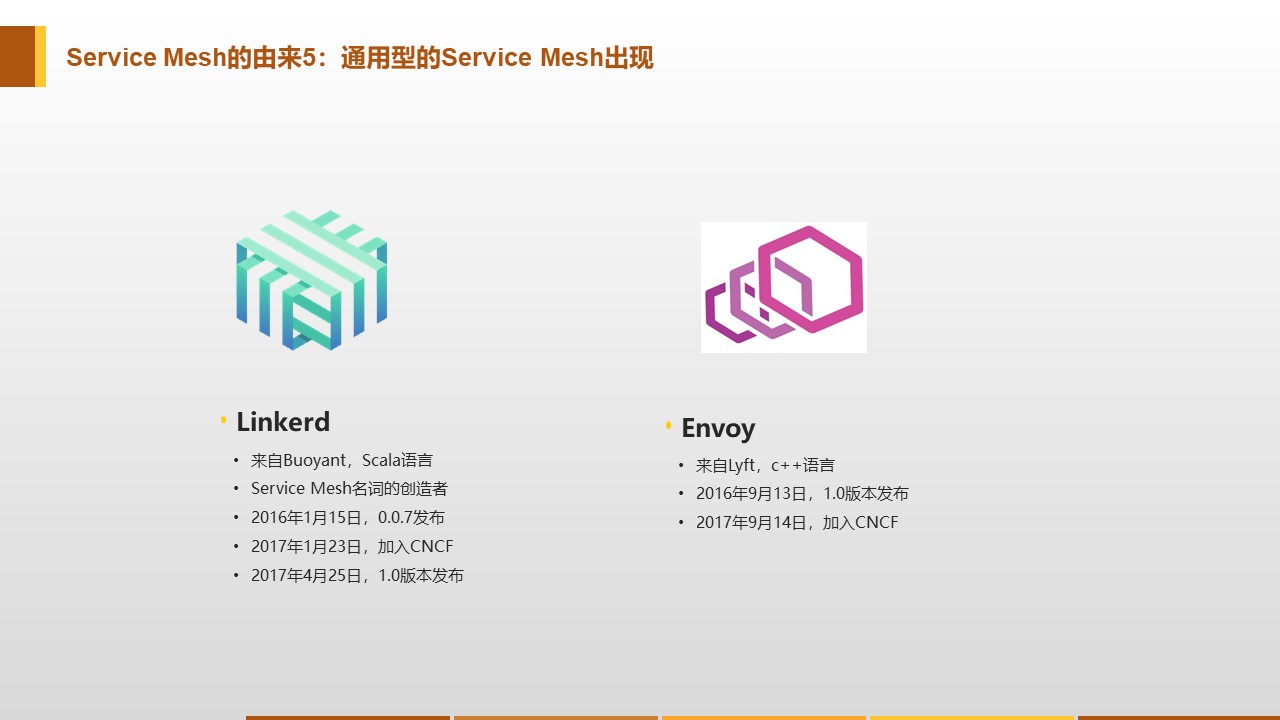 Service Mesh的由来5：通用型的Service Mesh出现
• Linkerd
• 来自Buoyant，Scala语言
• Service Mesh名词的创造者
• 2016年1月15日，0.0.7发布
• 2017年1月23日，加入CNCF
• 2017年4月25日，1.0版本发布
• Envoy
• 来自Lyft，c++语言
• 2016年9月13日，1.0版本发布
• 2017年9月14日，加入CNCF